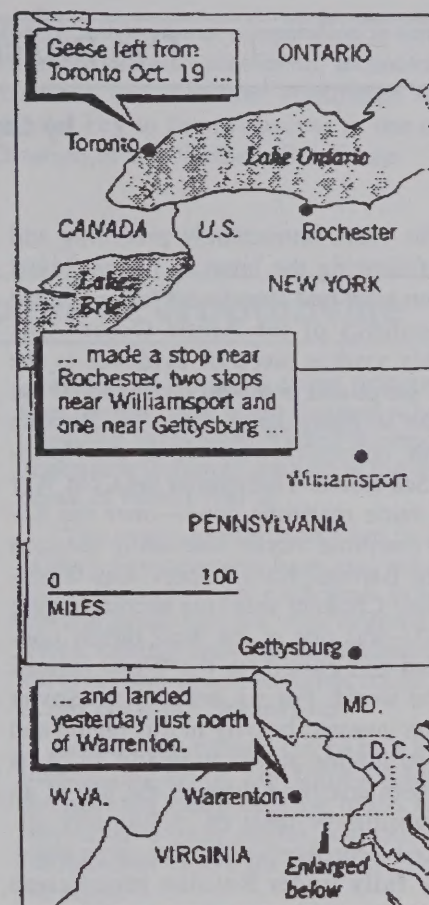 Geese left from
Toronto Oct. 19 ...
ONTARIO
Toronto
Lake Ontario
CANADA
U.S.
Rochester
Lake
Erie
NEW YORK
... made a stop near
Rochester, two stops
near Williamsport and
one near Gettysburg ...
Williamsport
PENNSYLVANIA
0 100
MILES
Gettysburg
... and landed
yesterday just north
of Warrenton.
MD.
D.C.
W.VA.
Warrenton
VIRGINIA
Enlarged
below